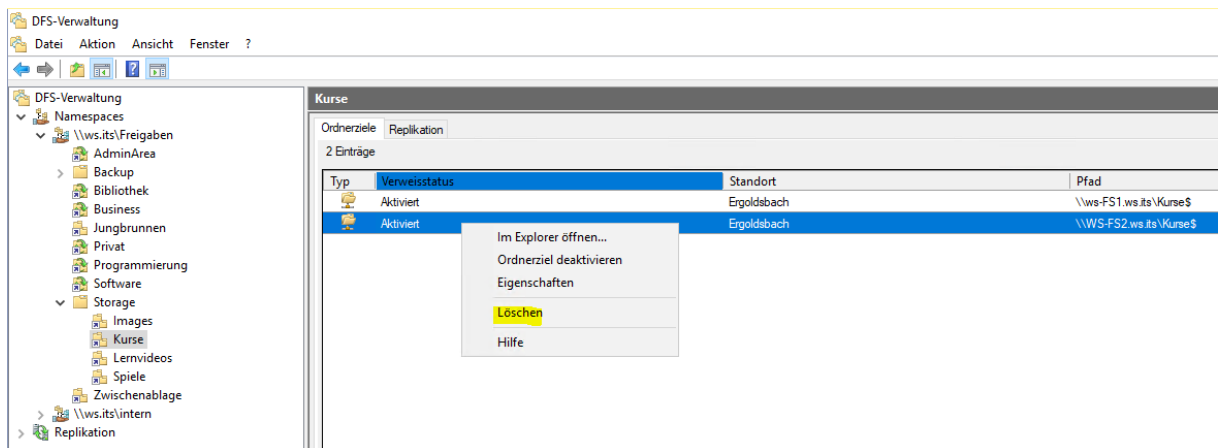 DFS-Verwaltung
Datei Aktion Ansicht Fenster ?
DFS-Verwaltung
Namespaces
\\ws.its\Freigaben
AdminArea
Backup
Bibliothek
Business
Jungbrunnen
Privat
Programmierung
Software
Storage
Images
Kurse
Lernvideos
Spiele
Zwischenablage
\\ws.its\intern
Replikation
Kurse
Ordnerziele Replikation
2 Einträge
Typ Verweisstatus Standort Pfad
Aktiviert Ergoldsbach \\ws-FS1.ws.its\Kurse$
Aktiviert Ergoldsbach \\WS-FS2.ws.its\Kurse$
Im Explorer öffnen...
Ordnerziel deaktivieren
Eigenschaften
Löschen
Hilfe